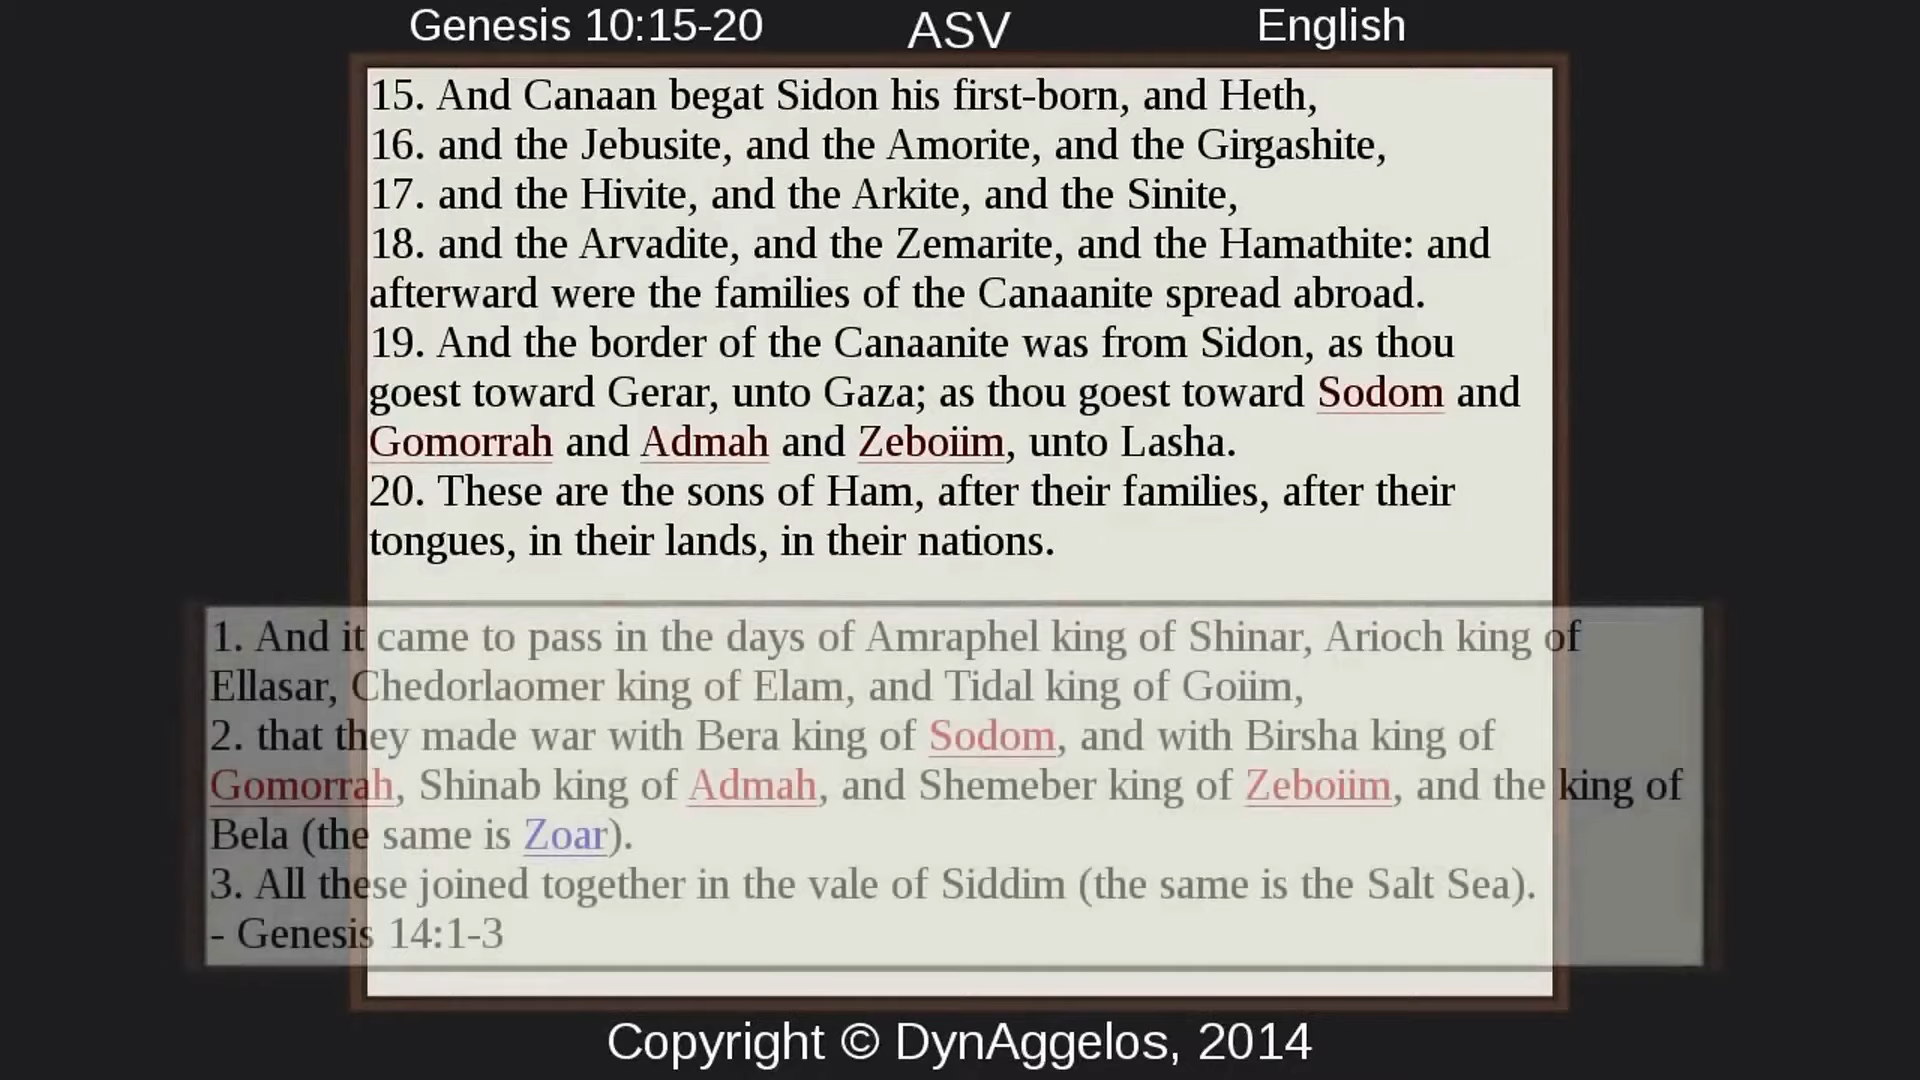 Genesis 10:15-20 ASV English
15. And Canaan begat Sidon his first-born, and Heth,
16. and the Jebusite, and the Amorite, and the Girgashite,
17. and the Hivite, and the Arkite, and the Sinite,
18. and the Arvadite, and the Zemarite, and the Hamathite: and
afterward were the families of the Canaanite spread abroad.
19. And the border of the Canaanite was from Sidon, as thou
goest toward Gerar, unto Gaza; as thou goest toward Sodom and
Gomorrah and Admah and Zeboiim, unto Lasha.
20. These are the sons of Ham, after their families, after their
tongues, in their lands, in their nations.
1. And it came to pass in the days of Amraphel king of Shinar, Arioch king of
Ellasar, Chedorlaomer king of Elam, and Tidal king of Goiim,
2. that they made war with Bera king of Sodom, and with Birsha king of
Gomorrah, Shinab king of Admah, and Shemeber king of Zeboiim, and the king of
Bela (the same is Zoar).
3. All these joined together in the vale of Siddim (the same is the Salt Sea).
- Genesis 14:1-3
Copyright © DynAggelos, 2014